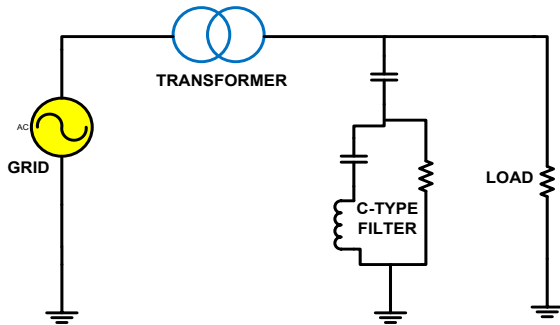 TRANSFORMER
AC
GRID
C-TYPE
FILTER
LOAD